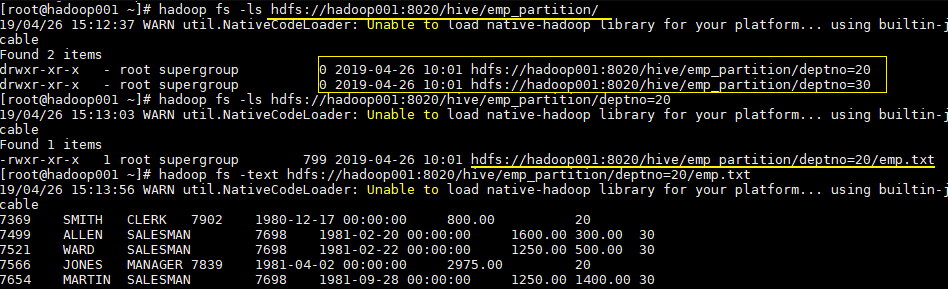 [root@hadoop001 ~]# hadoop fs -ls hdfs://hadoop001:8020/hive/emp_partition/
19/04/26 15:12:37 WARN util.NativeCodeLoader: Unable to load native-hadoop library for your platform... using builtin-j
cable
Found 2 items
drwxr-xr-x   - root supergroup          0 2019-04-26 10:01 hdfs://hadoop001:8020/hive/emp_partition/deptno=20
drwxr-xr-x   - root supergroup          0 2019-04-26 10:01 hdfs://hadoop001:8020/hive/emp_partition/deptno=30
[root@hadoop001 ~]# hadoop fs -ls hdfs://hadoop001:8020/hive/emp_partition/deptno=20
19/04/26 15:13:03 WARN util.NativeCodeLoader: Unable to load native-hadoop library for your platform... using builtin-j
cable
Found 1 items
-rwxr-xr-x   1 root supergroup        799 2019-04-26 10:01 hdfs://hadoop001:8020/hive/emp_partition/deptno=20/emp.txt
[root@hadoop001 ~]# hadoop fs -text hdfs://hadoop001:8020/hive/emp_partition/deptno=20/emp.txt
19/04/26 15:13:56 WARN util.NativeCodeLoader: Unable to load native-hadoop library for your platform... using builtin-j
cable
7369    SMITH   CLERK   7902    1980-12-17 00:00:00     800.00          20
7499    ALLEN   SALESMAN        7698    1981-02-20 00:00:00     1600.00 300.00  30
7521    WARD    SALESMAN        7698    1981-02-22 00:00:00     1250.00 500.00  30
7566    JONES   MANAGER 7839    1981-04-02 00:00:00     2975.00         20
7654    MARTIN  SALESMAN        7698    1981-09-28 00:00:00     1250.00 1400.00 30